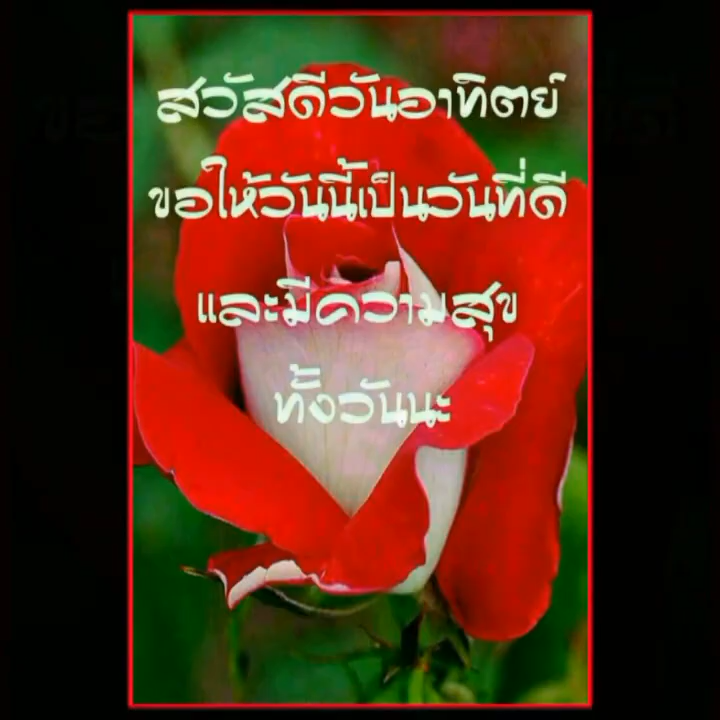 สวัสดีวันอาทิตย์
ขอให้วันนี้เป็นวันที่ดี
และมีความสุข
ทั้งวันนะ